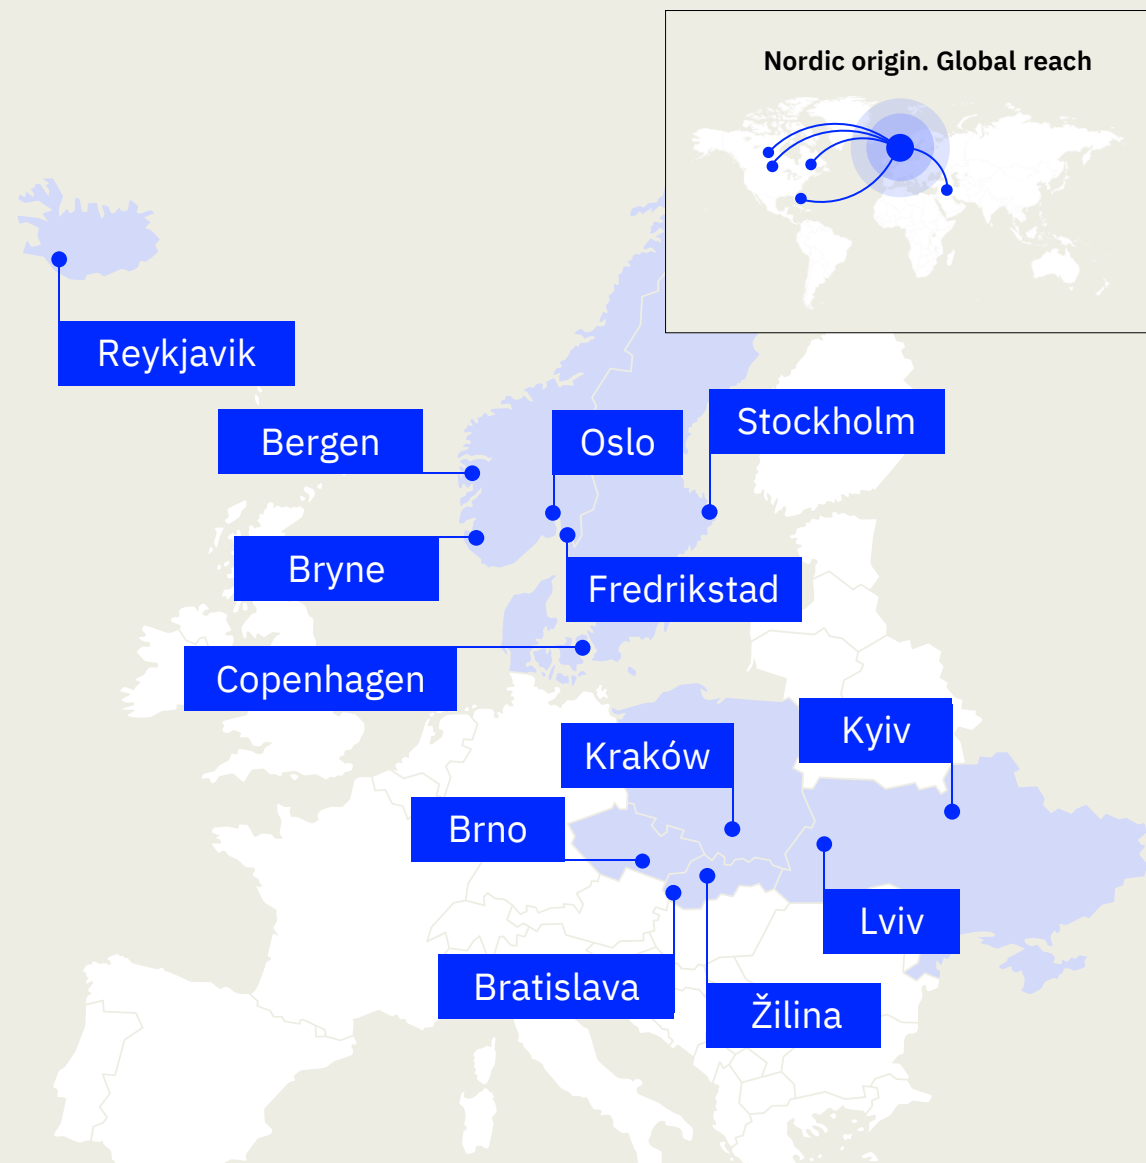 Nordic origin. Global reach
Reykjavik
Bergen
Oslo
Stockholm
Bryne
Fredrikstad
Copenhagen
Kyiv
Kraków
Brno
Lviv
Bratislava
Žilina